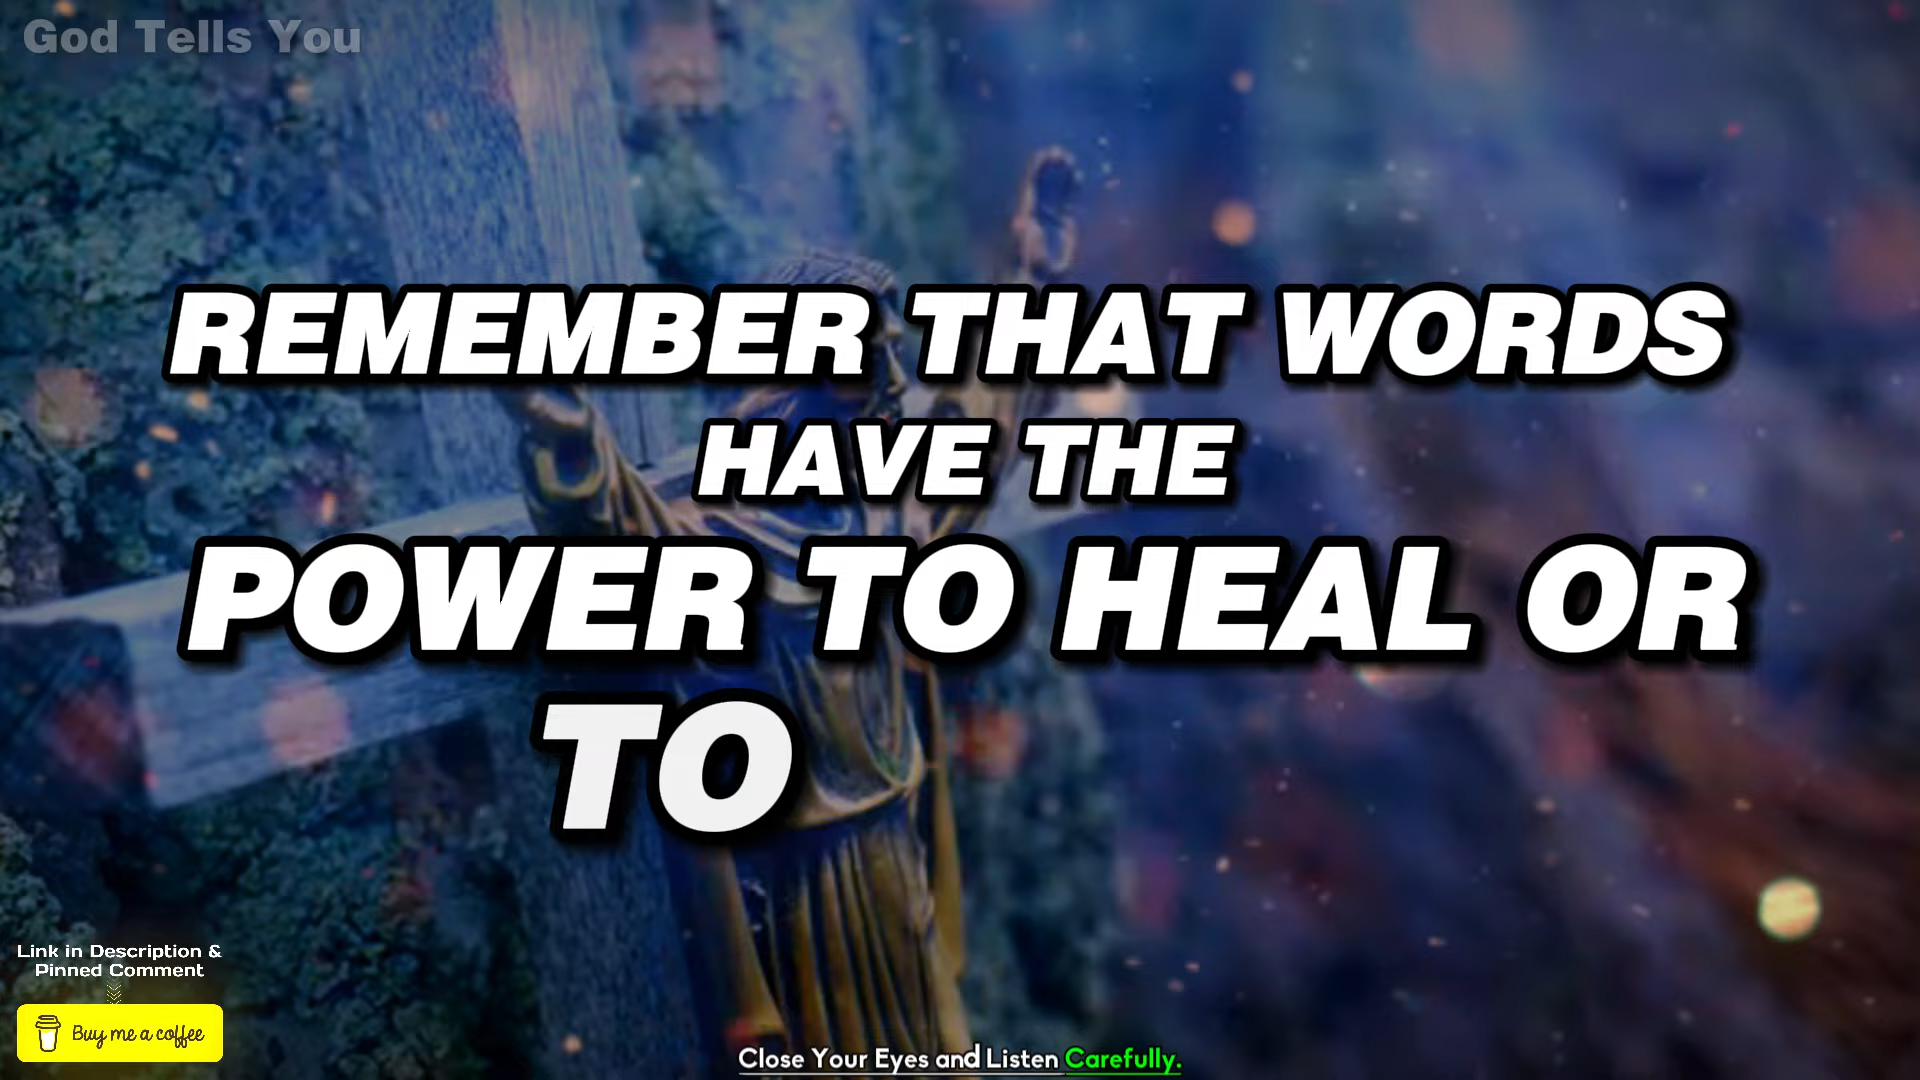 God Tells You
REMEMBER THAT WORDS
HAVE THE
POWER TO HEAL OR
TO
Link in Description &
Pinned Comment
Buy me a coffee
Close Your Eyes and Listen Carefully.